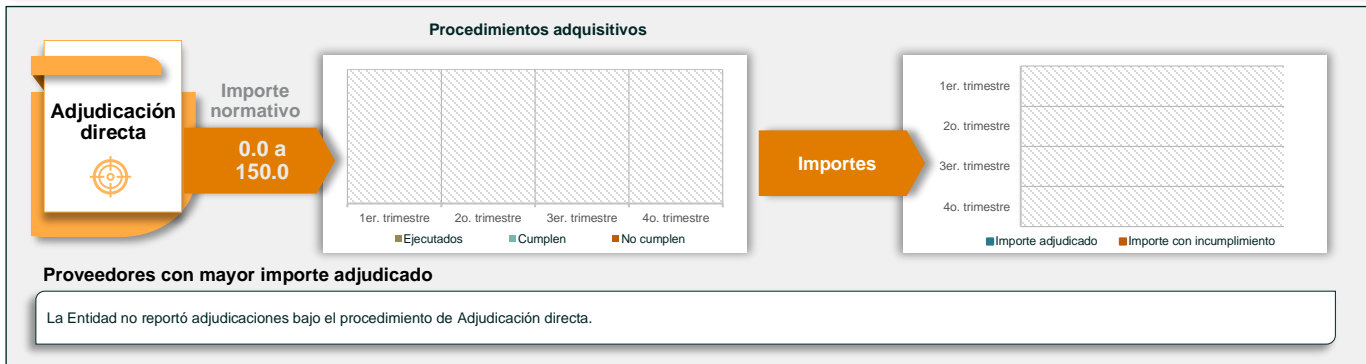 Procedimientos adquisitivos
Adjudicación
directa
Importe
normativo
0.0 a
150.0
1er. trimestre 2o. trimestre 3er. trimestre 4o. trimestre
Ejecutados Cumplen No cumplen
Importes
1er. trimestre
2o. trimestre
3er. trimestre
4o. trimestre
Importe adjudicado Importe con incumplimiento
Proveedores con mayor importe adjudicado
La Entidad no reportó adjudicaciones bajo el procedimiento de Adjudicación directa.